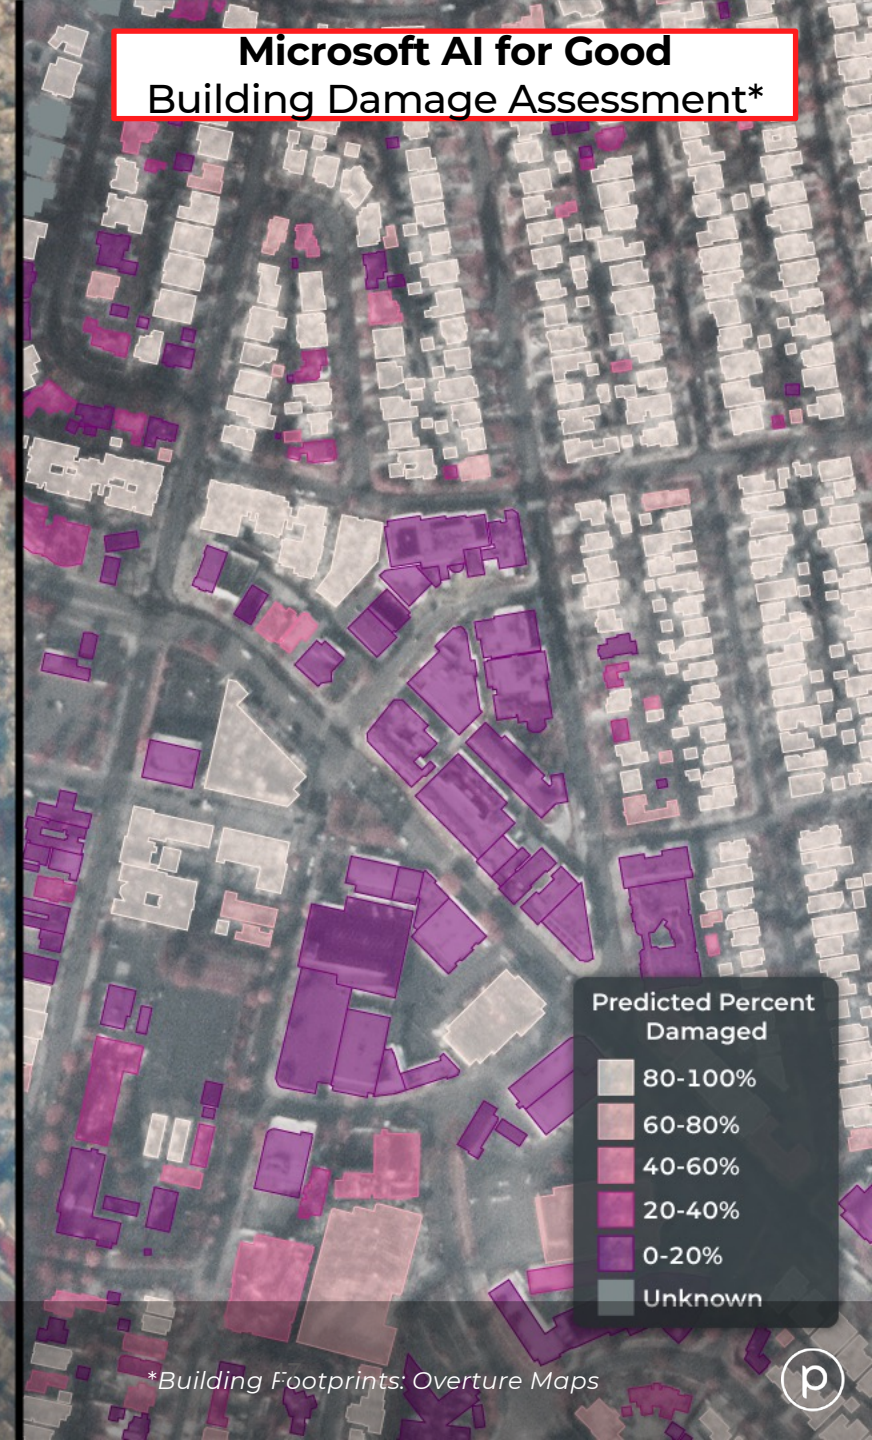 Microsoft AI for Good
Building Damage Assessment*
Predicted Percent
Damaged
80-100%
60-80%
40-60%
20-40%
0-20%
Unknown
*Building Footprints: Overture Maps
p